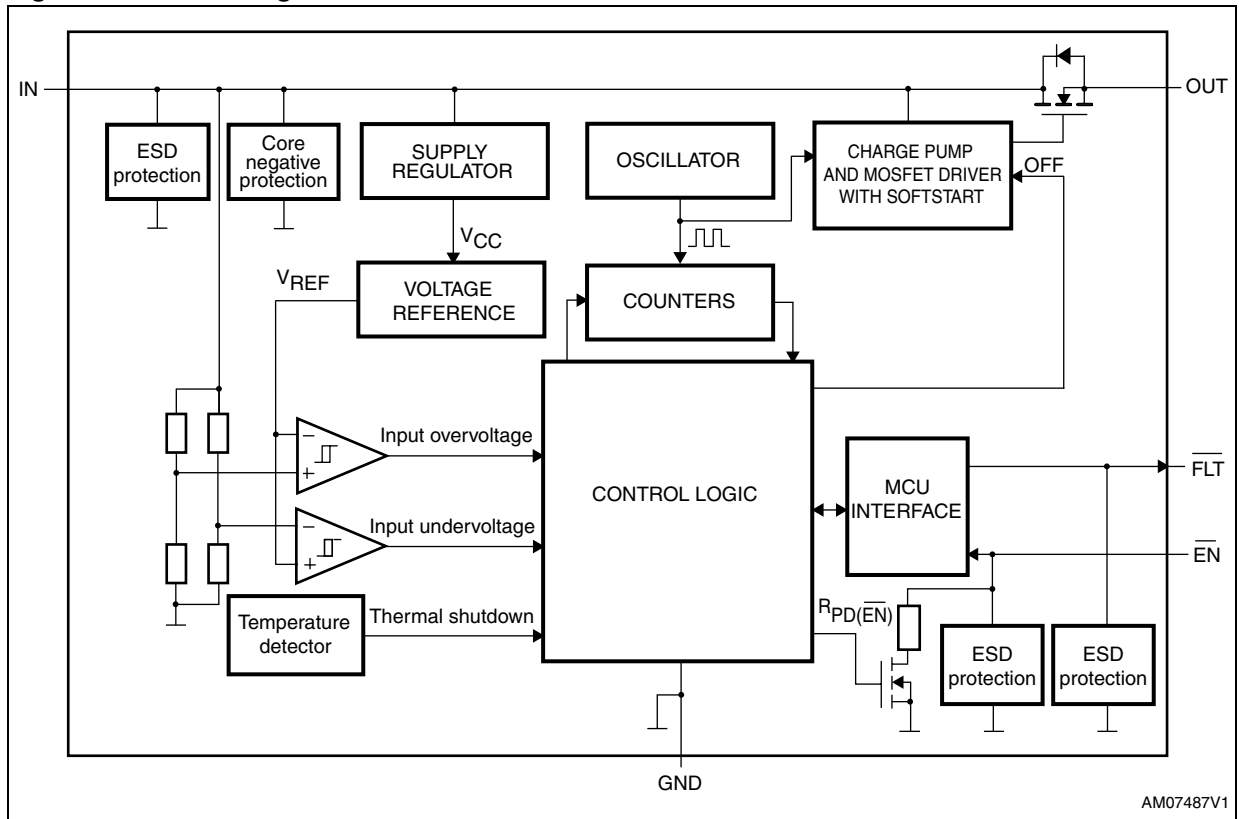 IN
OUT
ESD
protection
Core
negative
protection
SUPPLY
REGULATOR
OSCILLATOR
CHARGE PUMP
AND MOSFET DRIVER
WITH SOFTSTART
OFF
VCC
VREF
VOLTAGE
REFERENCE
COUNTERS
Input overvoltage
−
+
CONTROL LOGIC
MCU
INTERFACE
FLT
Input undervoltage
−
+
EN
Temperature
detector
Thermal shutdown
RPD(EN)
ESD
protection
ESD
protection
GND
AM07487V1